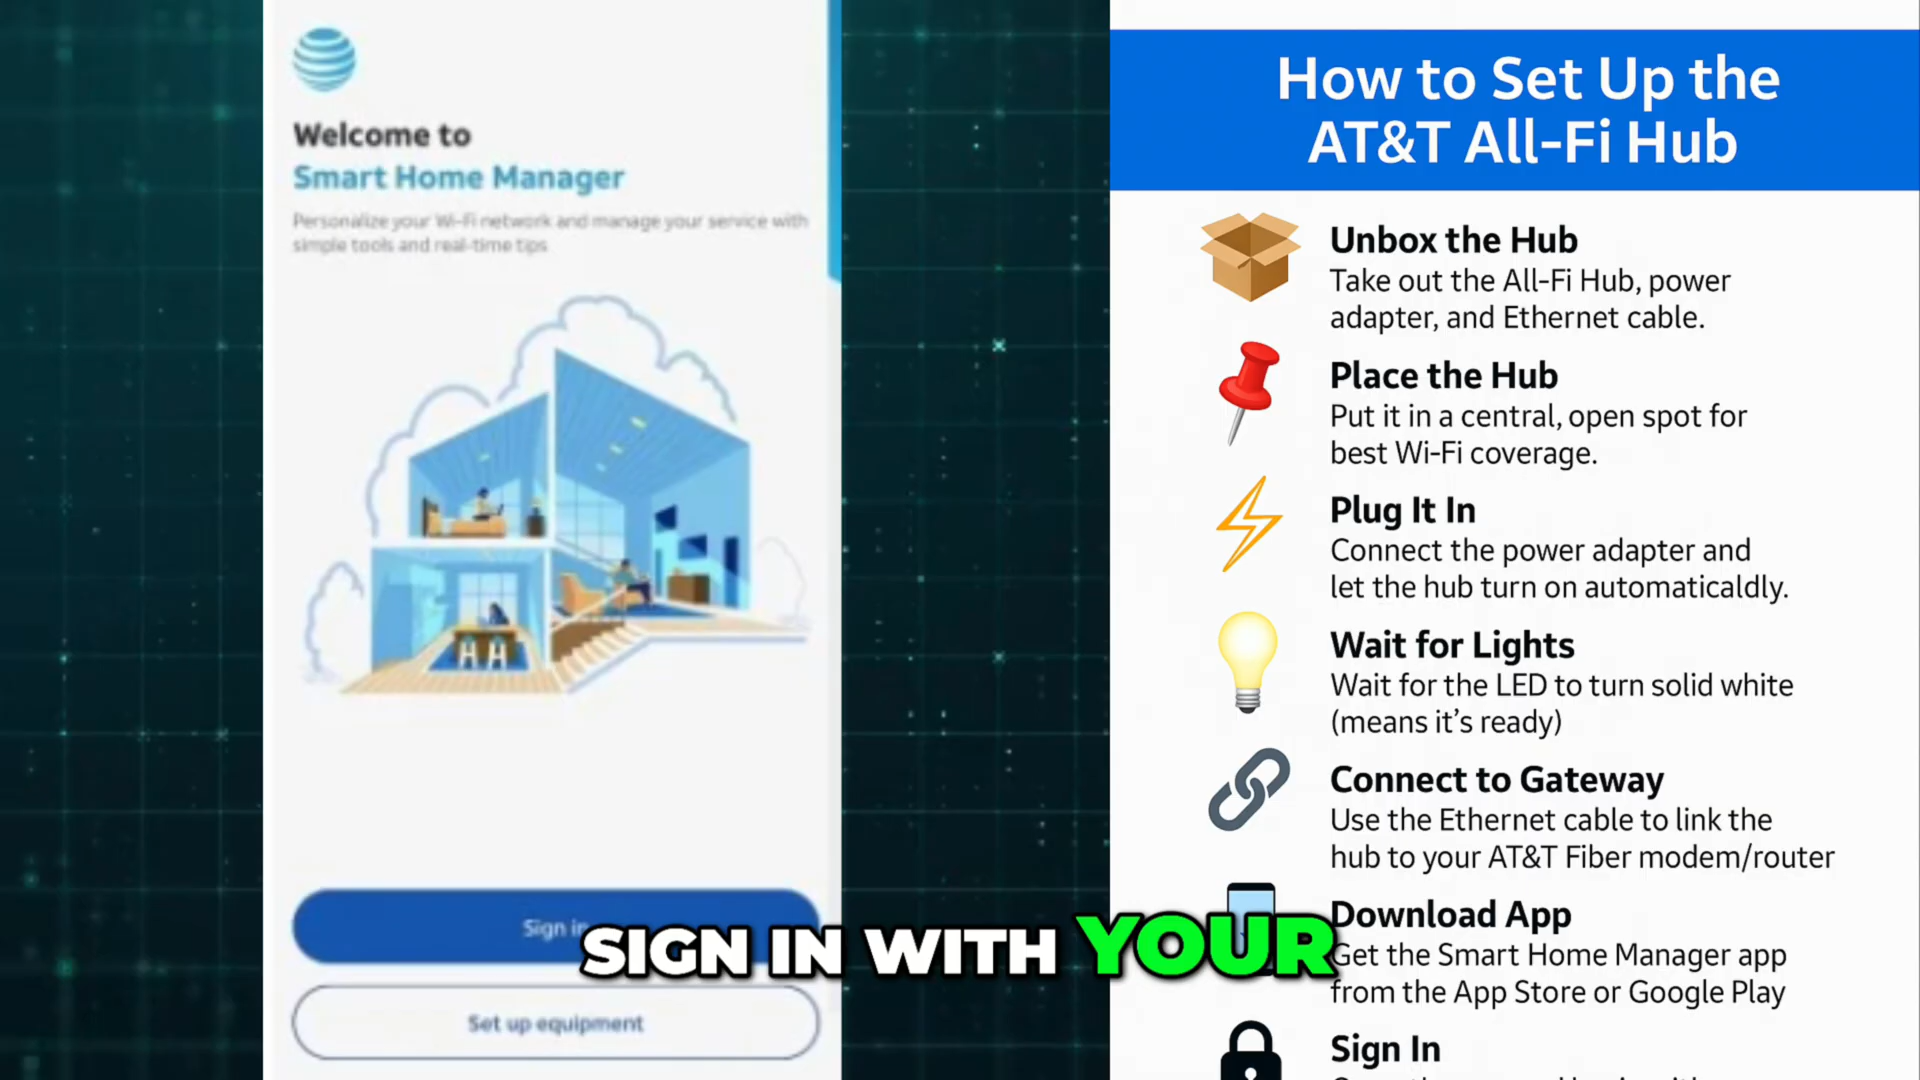 Welcome to
Smart Home Manager
Personalize your Wi-Fi network and manage your service with
simple tools and real-time tips
Sign in
Set up equipment
SIGN IN WITH YOUR
How to Set Up the
AT&T All-Fi Hub
Unbox the Hub
Take out the All-Fi Hub, power
adapter, and Ethernet cable.
Place the Hub
Put it in a central, open spot for
best Wi-Fi coverage.
Plug It In
Connect the power adapter and
let the hub turn on automaticaldly.
Wait for Lights
Wait for the LED to turn solid white
(means it's ready)
Connect to Gateway
Use the Ethernet cable to link the
hub to your AT&T Fiber modem/router
Download App
Get the Smart Home Manager app
from the App Store or Google Play
Sign In